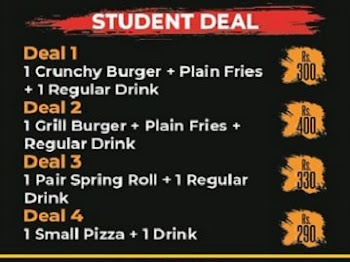 STUDENT DEAL
Deal 1
1 Crunchy Burger + Plain Fries
+ 1 Regular Drink
Rs.
300
Deal 2
1 Grill Burger + Plain Fries +
Regular Drink
Rs.
400
Deal 3
1 Pair Spring Roll + 1 Regular
Drink
Rs.
330
Deal 4
1 Small Pizza + 1 Drink
Rs.
290